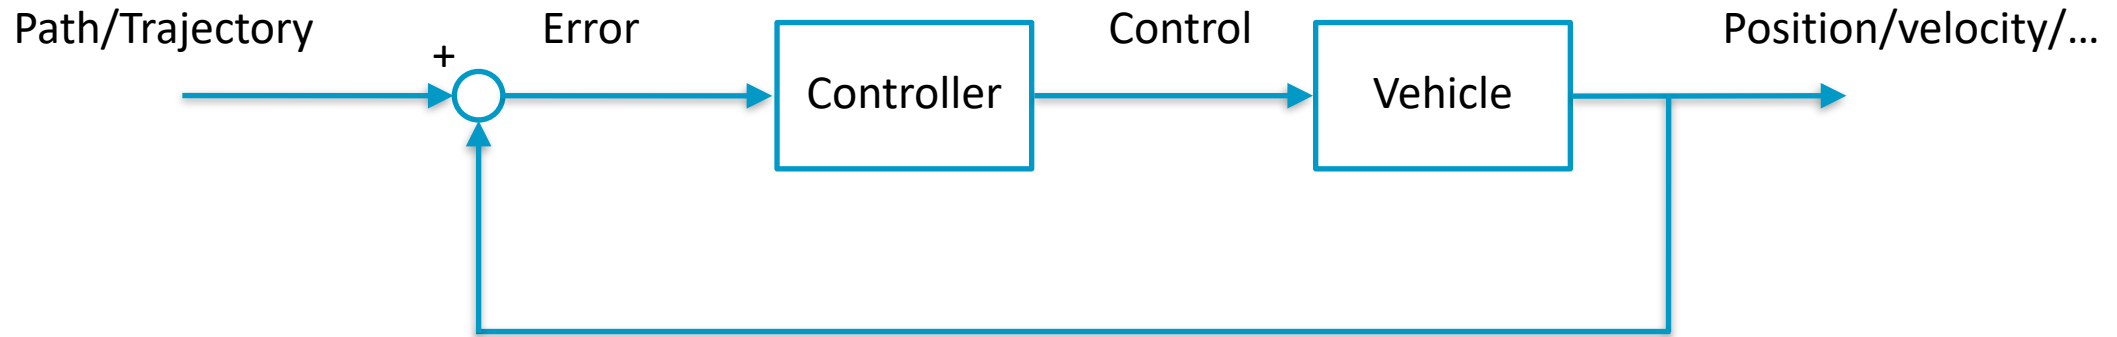 Path/Trajectory
+
Error
Controller
Control
Vehicle
Position/velocity/…